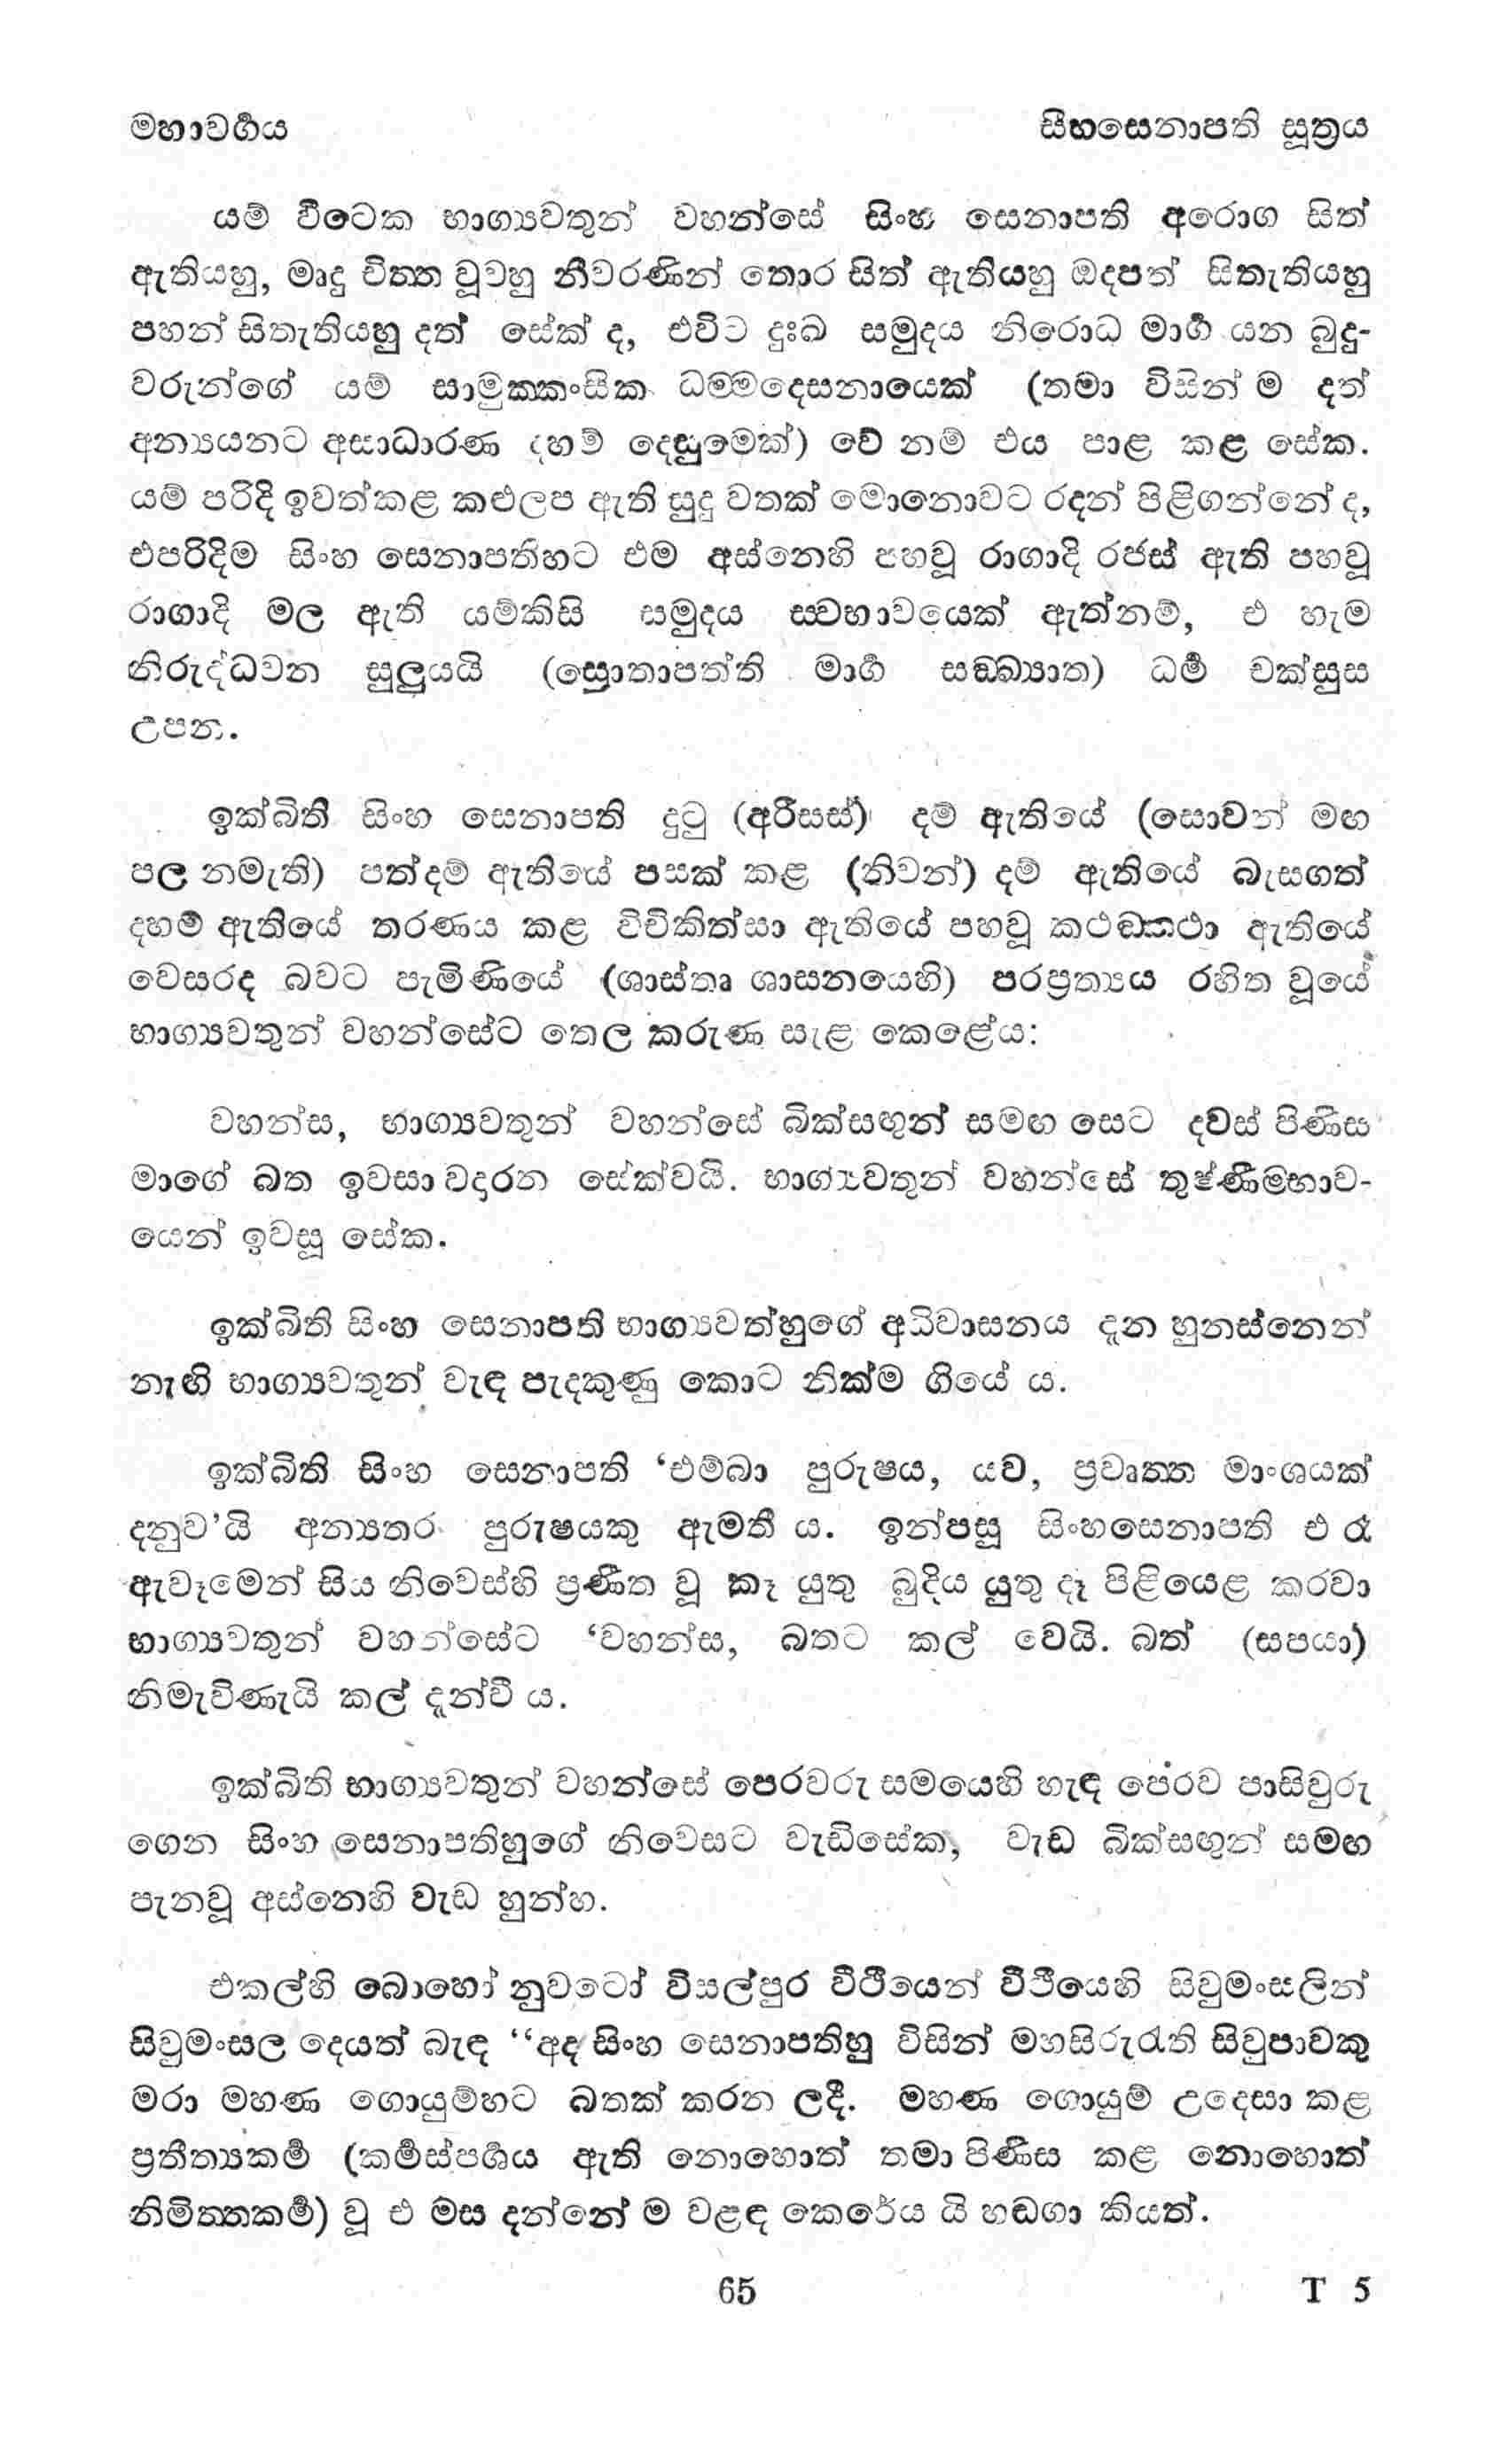 මහාවර්‍ගය සීහසෙනාපති සූත්‍රය
යම් විටෙක භාග්‍යවතුන් වහන්සේ සිංහ සෙනාපති අරොග සිත්
ඇතියහු, මෘදු චිත්ත වූවහු නීවරණින් තොර සිත් ඇතියහු ඔදපත් සිතැතියහු
පහන් සිතැතියහු දත් සේක් ද, එවිට දුඃඛ සමුදය නිරොධ මාර්‍ග යන බුදු-
වරුන්ගේ යම් සාමුක්කංසික ධම්මදෙසනායෙක් (තමා විසින් ම දත්
අන්‍යයනට අසාධාරණ දහම් දෙසුමෙක්) වේ නම් එය පාළ කළ සේක.
යම් පරිදි ඉවත්කළ කළුලප ඇති සුදු වතක් මොනොවට රදන් පිළිගන්නේ ද,
එපරිදිම සිංහ සෙනාපතිහට එම අස්නෙහි පහවූ රාගාදි රජස් ඇති පහවූ
රාගාදි මල ඇති යම්කිසි සමුදය ස්වභාවයෙක් ඇත්නම්, එ හැම
නිරුද්ධවන සුලුයයි (සොතාපත්ති මාර්‍ග සඞ්ඛ්‍යාත) ධර්‍ම චක්සුස
උපන.
ඉක්බිති සිංහ සෙනාපති දුටු (අරීසස්) දම් ඇතියේ (සොවන් මඟ
පල නමැති) පත්දම් ඇතියේ පසක් කළ (නිවන්) දම් ඇතියේ බැසගත්
දහම් ඇතියේ තරණය කළ විචිකිත්සා ඇතියේ පහවූ කථඞ්කථා ඇතියේ
වෙසරද බවට පැමිණියේ (ශාස්තෘ ශාසනයෙහි) පරප්‍රත්‍යය රහිත වූයේ
භාග්‍යවතුන් වහන්සේට තෙල කරුණ සැළ කෙළේය:
වහන්ස, භාග්‍යවතුන් වහන්සේ බික්සඟුන් සමඟ සෙට දවස් පිණිස
මාගේ බත ඉවසා වදාරන සේක්වයි. භාග්‍යවතුන් වහන්සේ තුෂ්ණීම්භාව-
යෙන් ඉවසූ සේක.
ඉක්බිති සිංහ සෙනාපති භාග්‍යවත්හුගේ අධිවාසනය දැන හුනස්නෙන්
නැඟී භාග්‍යවතුන් වැඳ පැදකුණු කොට නික්ම ගියේ ය.
ඉක්බිති සිංහ සෙනාපති ‘එම්බා පුරුෂය, යව, ප්‍රවෘත්ත මාංශයක්
දනුව’යි අන්‍යතර පුරුෂයකු ඇමතී ය. ඉන්පසූ සිංහසෙනාපති එ රෑ
ඇවෑමෙන් සිය නිවෙස්හි ප්‍රණීත වූ කෑ යුතු බුදිය යුතු දෑ පිළියෙළ කරවා
භාග්‍යවතුන් වහන්සේට ‘වහන්ස, බතට කල් වෙයි. බත් (සපයා)
නිමැවිණැයි කල් දැන්වී ය.
ඉක්බිති භාග්‍යවතුන් වහන්සේ පෙරවරු සමයෙහි හැඳ පෙරව පාසිවුරු
ගෙන සිංහ සෙනාපතිහුගේ නිවෙසට වැඩිසේක, වැඩ බික්සඟුන් සමඟ
පැනවූ අස්නෙහි වැඩ හුන්හ.
එකල්හි බොහෝ නුවටෝ විසල්පුර වීථියෙන් වීථියෙහි සිවුමංසලින්
සිවුමංසල දෙයත් බැඳ “අද සිංහ සෙනාපතිහු විසින් මහසිරුරැති සිවුපාවකු
මරා මහණ ගොයුම්හට බතක් කරන ලදී. මහණ ගොයුම් උදෙසා කළ
ප්‍රතීත්‍යකර්‍ම (කර්‍මස්පර්‍ශය ඇති නොහොත් තමා පිණිස කළ නොහොත්
නිමිත්තකර්‍ම) වූ එ මස දන්නේ ම වළඳ කෙරේය යි හඬගා කියත්.
65 T 5